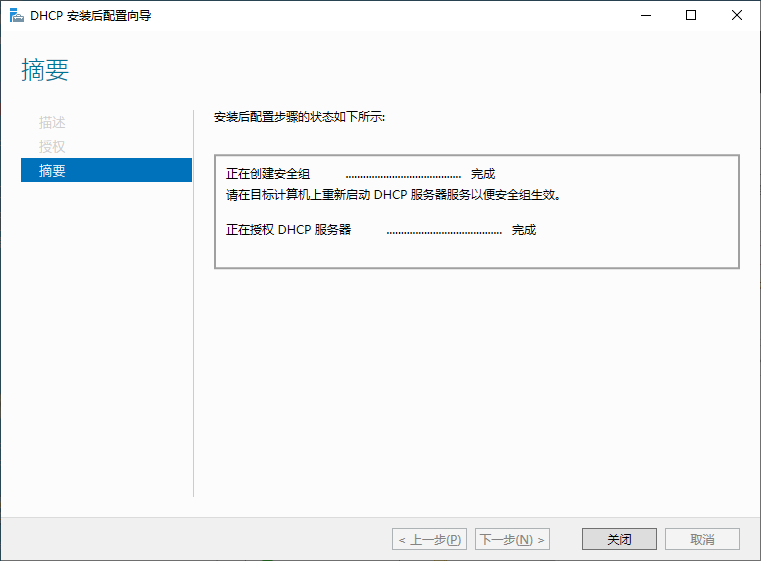 DHCP 安装后配置向导
摘要
描述
授权
摘要
安装后配置步骤的状态如下所示:
正在创建安全组 ........................................ 完成
请在目标计算机上重新启动 DHCP 服务器服务以便安全组生效。
正在授权 DHCP 服务器 ........................................ 完成
< 上一步(P) 下一步(N) > 关闭 取消